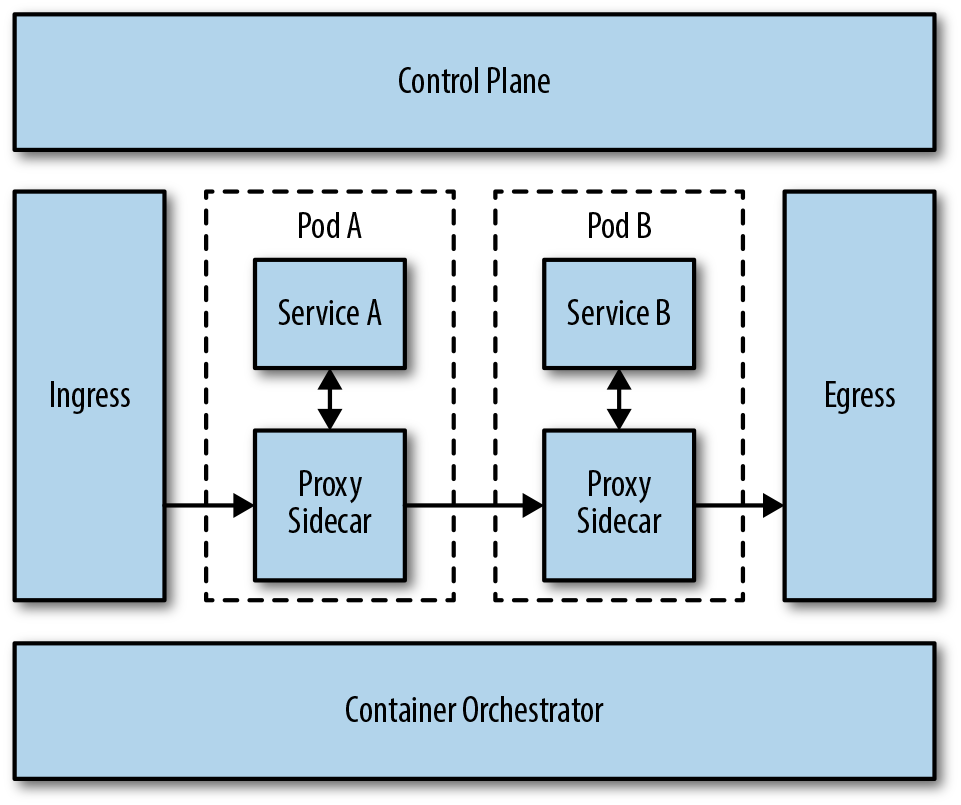 Control Plane
Pod A
Pod B
Service A
Service B
Ingress
Egress
Proxy
Sidecar
Proxy
Sidecar
Container Orchestrator